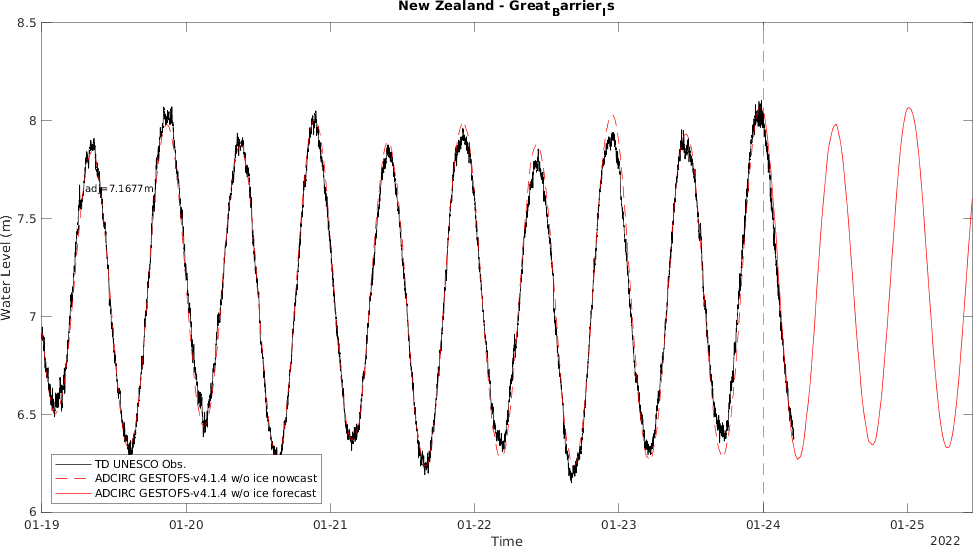 New Zealand - GreatBarrierIs
8.5
8
7.5
7
6.5
6
Water Level (m)
adj=7.1677m
TD UNESCO Obs.
ADCIRC GESTOFS-v4.1.4 w/o ice nowcast
ADCIRC GESTOFS-v4.1.4 w/o ice forecast
01-19 01-20 01-21 01-22 01-23 01-24 01-25
Time
2022